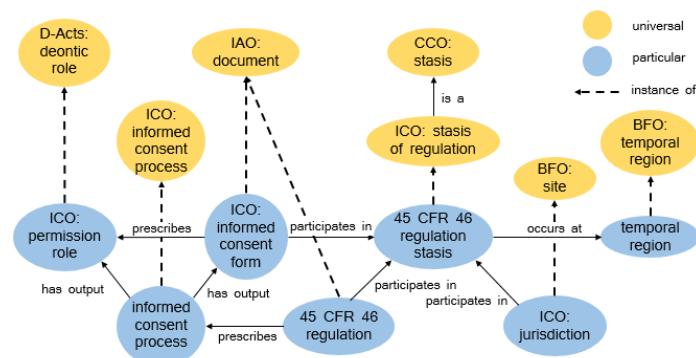 D-Acts:
deontic
role
IAO:
document
CCO:
stasis
universal
particular
instance of
is a
ICO:
informed
consent
process
ICO: stasis
of regulation
BFO:
temporal
region
BFO:
site
ICO:
permission
role
prescribes
ICO:
informed
consent
form
participates in
45 CFR 46
regulation
stasis
occurs at
temporal
region
has output
has output
participates in
participates in
informed
consent
process
prescribes
45 CFR 46
regulation
ICO:
jurisdiction